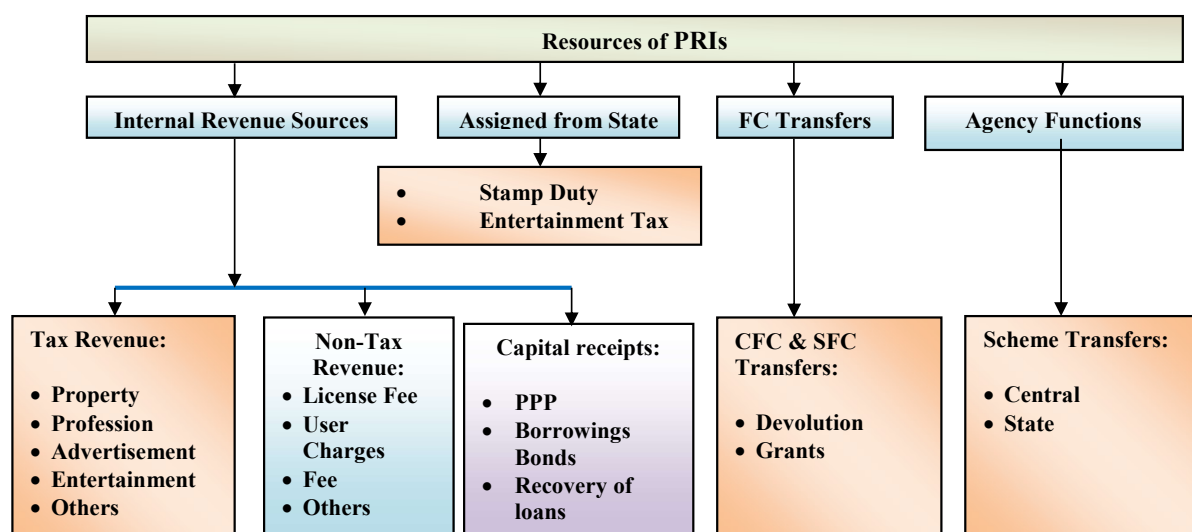 Resources of PRIs
Internal Revenue Sources
Assigned from State
FC Transfers
Agency Functions
• Stamp Duty
• Entertainment Tax
Tax Revenue:
• Property
• Profession
• Advertisement
• Entertainment
• Others
Non-Tax
Revenue:
• License Fee
• User
Charges
• Fee
• Others
Capital receipts:
• PPP
• Borrowings
Bonds
• Recovery of
loans
CFC & SFC
Transfers:
• Devolution
• Grants
Scheme Transfers:
• Central
• State